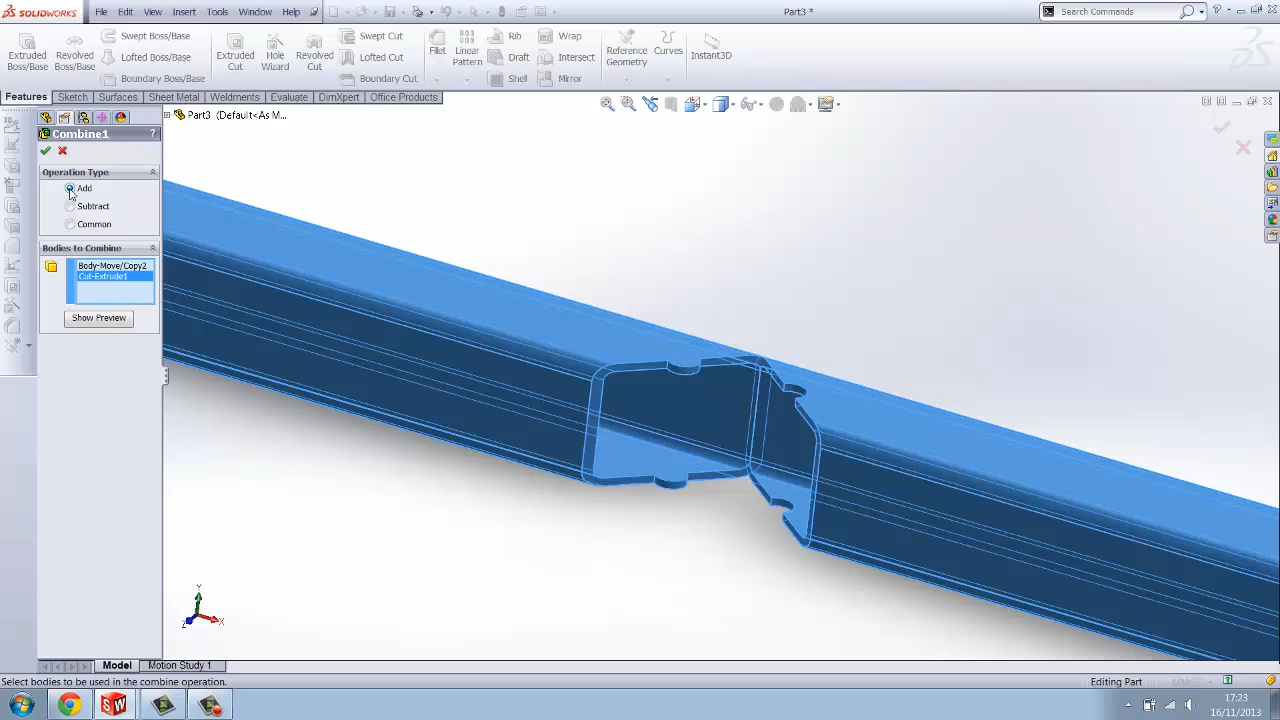 SOLIDWORKS File Edit View Insert Tools Window Help Part3 * Search Commands
Extruded Boss/Base
Revolved Boss/Base
Swept Boss/Base
Lofted Boss/Base
Boundary Boss/Base
Extruded Cut
Hole Wizard
Revolved Cut
Swept Cut
Lofted Cut
Boundary Cut
Fillet
Linear Pattern
Rib
Draft
Shell
Wrap
Intersect
Mirror
Reference Geometry
Curves
Instant3D
Features Sketch Surfaces Sheet Metal Weldments Evaluate DimXpert Office Products
Part3 (Default<As M...
Combine1 ?
Operation Type
Add
Subtract
Common
Bodies to Combine
Body-Move/Copy2
Cut-Extrude1
Show Preview
Y
X
Z
Model Motion Study 1
Select bodies to be used in the combine operation. Editing Part MMGS
17:23
16/11/2013